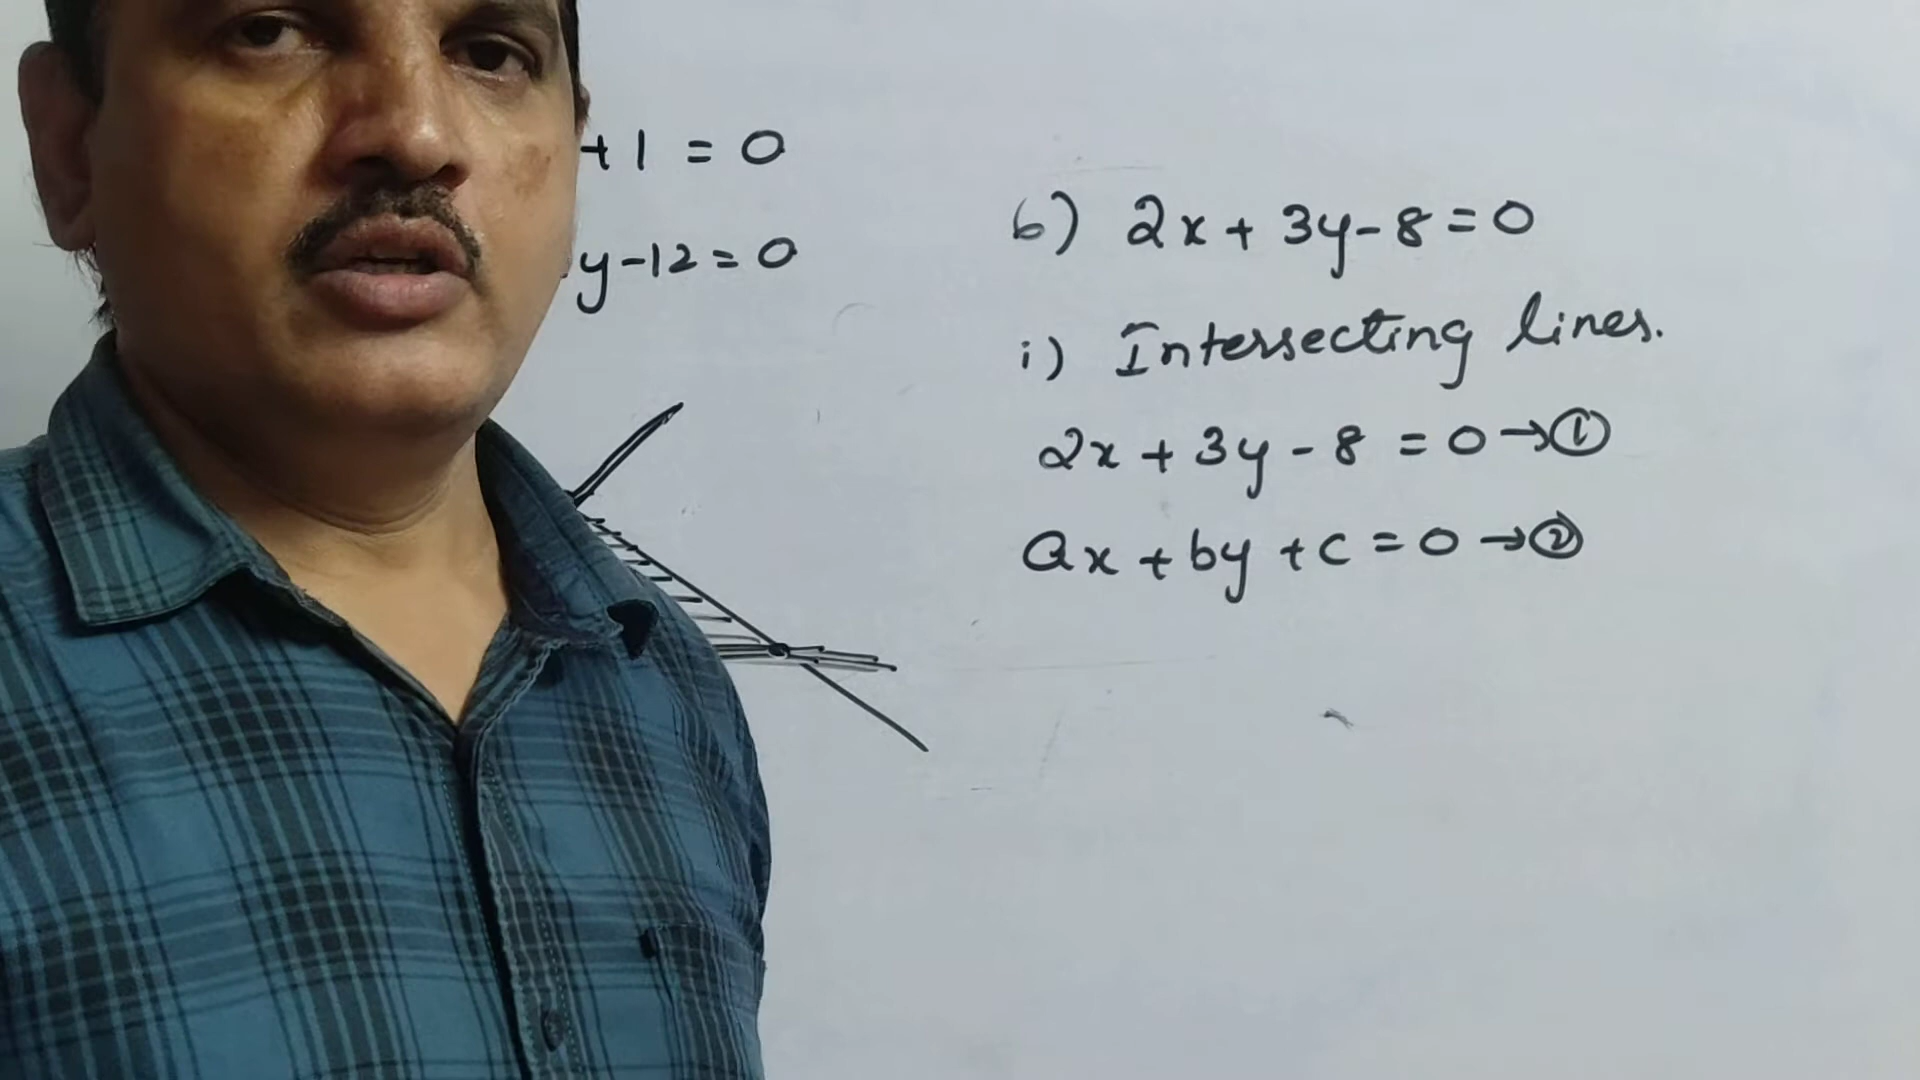 + 1 = 0
y - 12 = 0
6) 2x + 3y - 8 = 0
i) Intersecting lines.
2x + 3y - 8 = 0 → ①
ax + by + c = 0 → ②